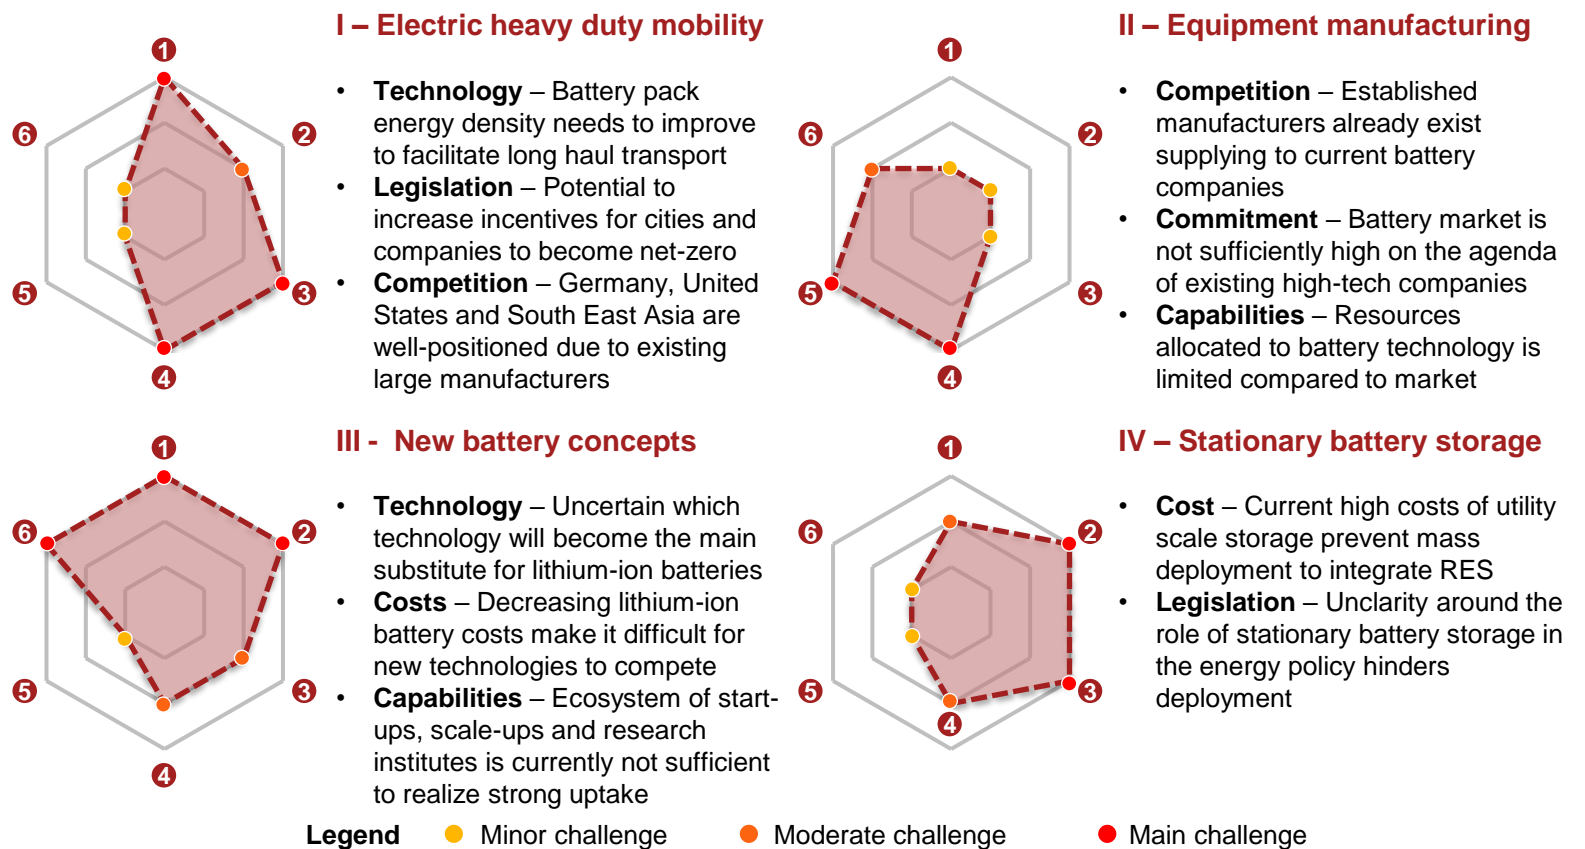 I – Electric heavy duty mobility
1
2
3
4
5
6
• Technology – Battery pack
energy density needs to improve
to facilitate long haul transport
• Legislation – Potential to
increase incentives for cities and
companies to become net-zero
• Competition – Germany, United
States and South East Asia are
well-positioned due to existing
large manufacturers
II – Equipment manufacturing
1
2
3
4
5
6
• Competition – Established
manufacturers already exist
supplying to current battery
companies
• Commitment – Battery market is
not sufficiently high on the agenda
of existing high-tech companies
• Capabilities – Resources
allocated to battery technology is
limited compared to market
III - New battery concepts
1
2
3
4
5
6
• Technology – Uncertain which
technology will become the main
substitute for lithium-ion batteries
• Costs – Decreasing lithium-ion
battery costs make it difficult for
new technologies to compete
• Capabilities – Ecosystem of start-
ups, scale-ups and research
institutes is currently not sufficient
to realize strong uptake
IV – Stationary battery storage
1
2
3
4
5
6
• Cost – Current high costs of utility
scale storage prevent mass
deployment to integrate RES
• Legislation – Unclarity around the
role of stationary battery storage in
the energy policy hinders
deployment
Legend Minor challenge Moderate challenge Main challenge